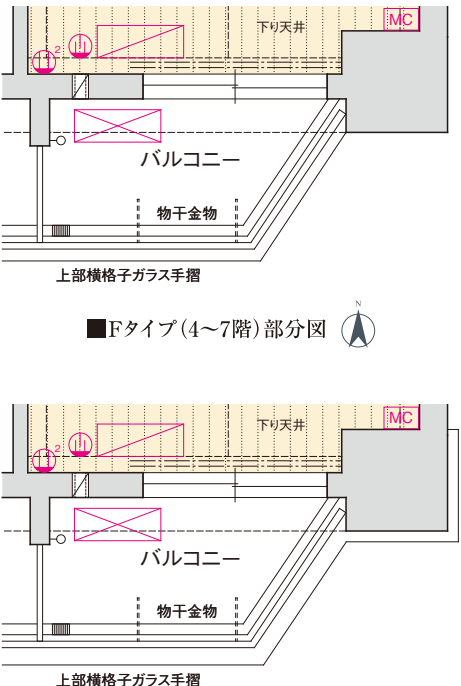 下り天井
MC
2
バルコニー
物干金物
上部横格子ガラス手摺
■Fタイプ（4〜7階）部分図
N
下り天井
MC
2
バルコニー
物干金物
上部横格子ガラス手摺